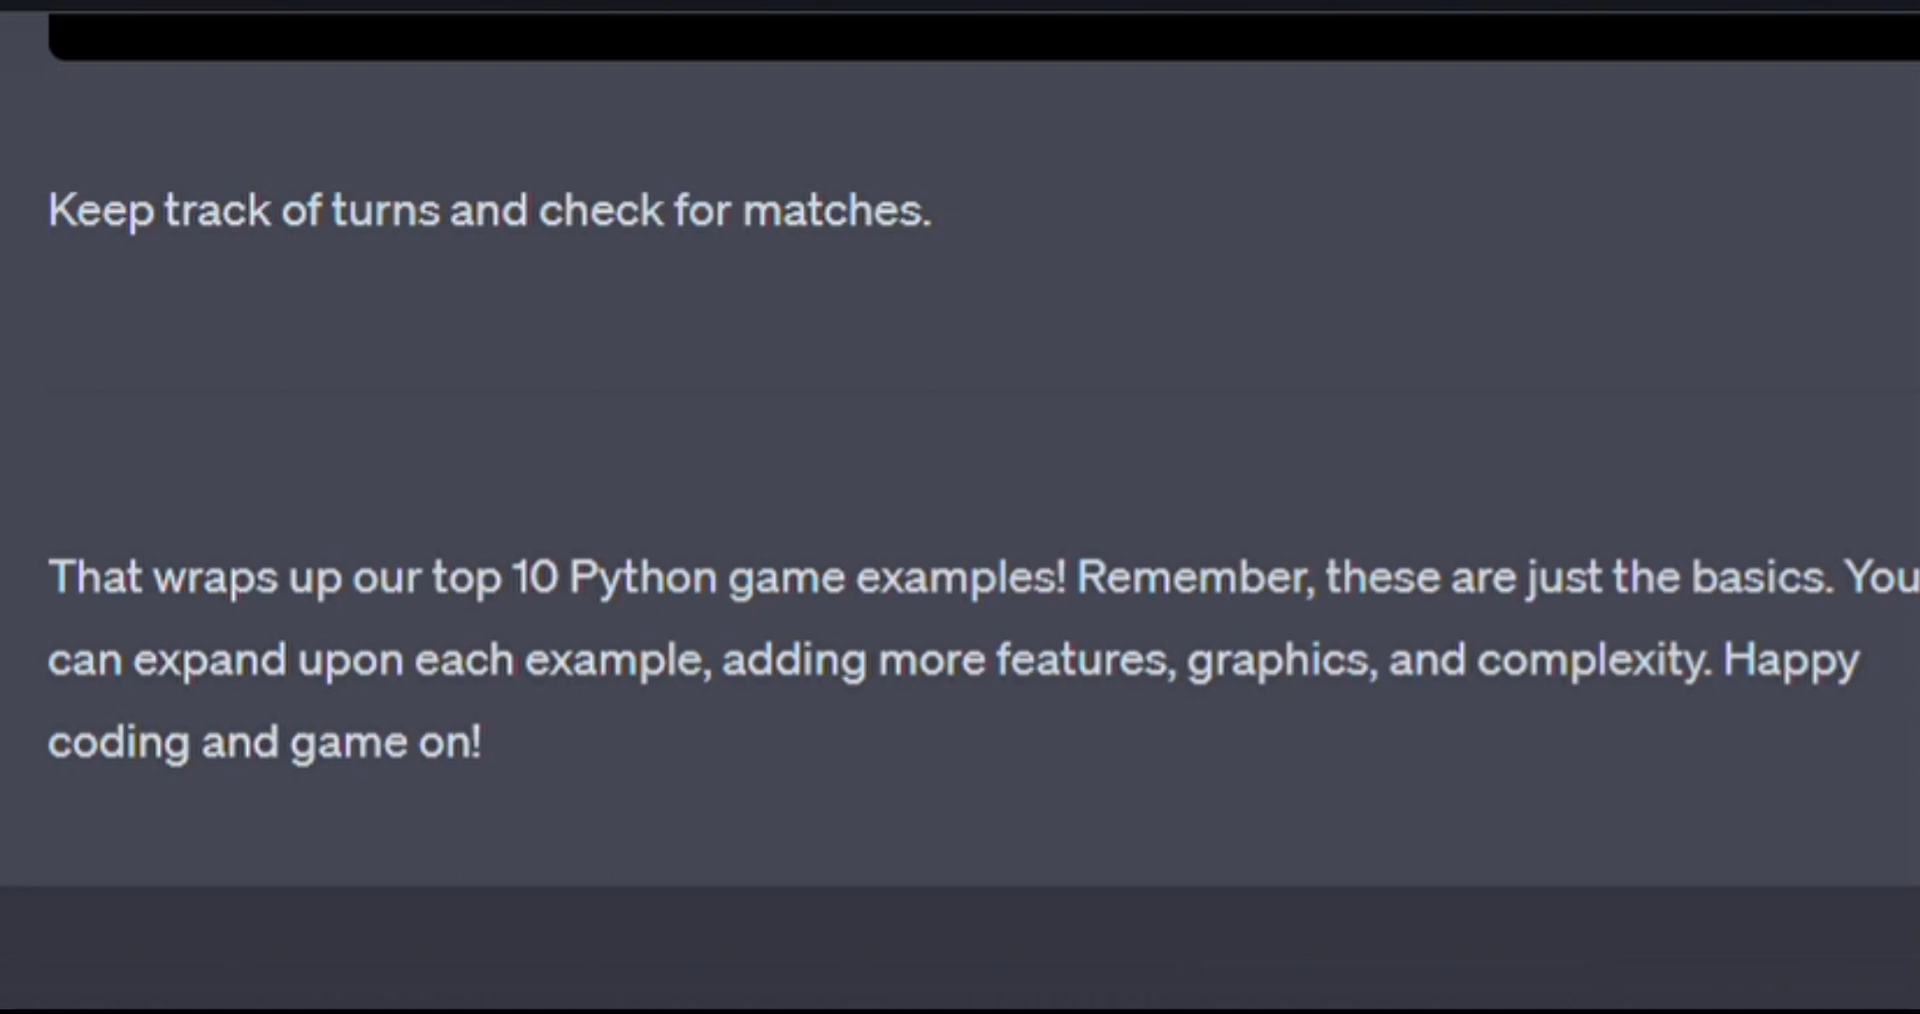 Keep track of turns and check for matches.
That wraps up our top 10 Python game examples! Remember, these are just the basics. You
can expand upon each example, adding more features, graphics, and complexity. Happy
coding and game on!